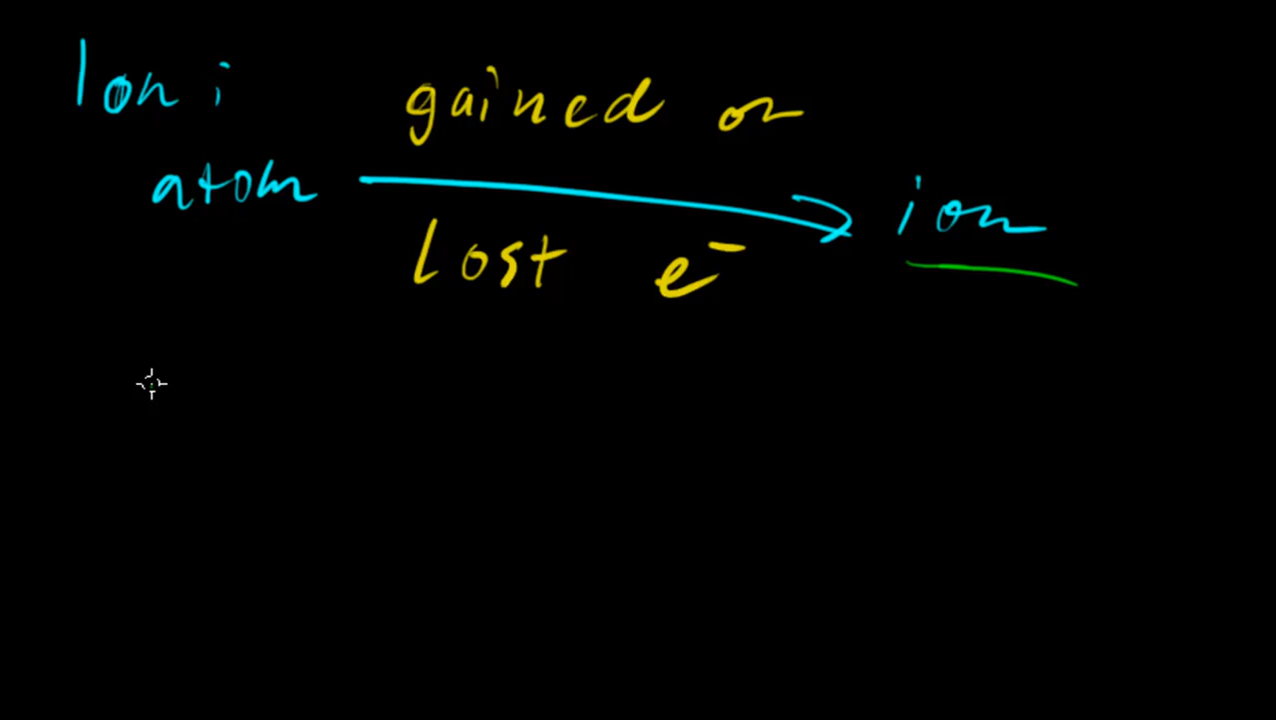 Ion:
gained or
atom
ion
lost e⁻